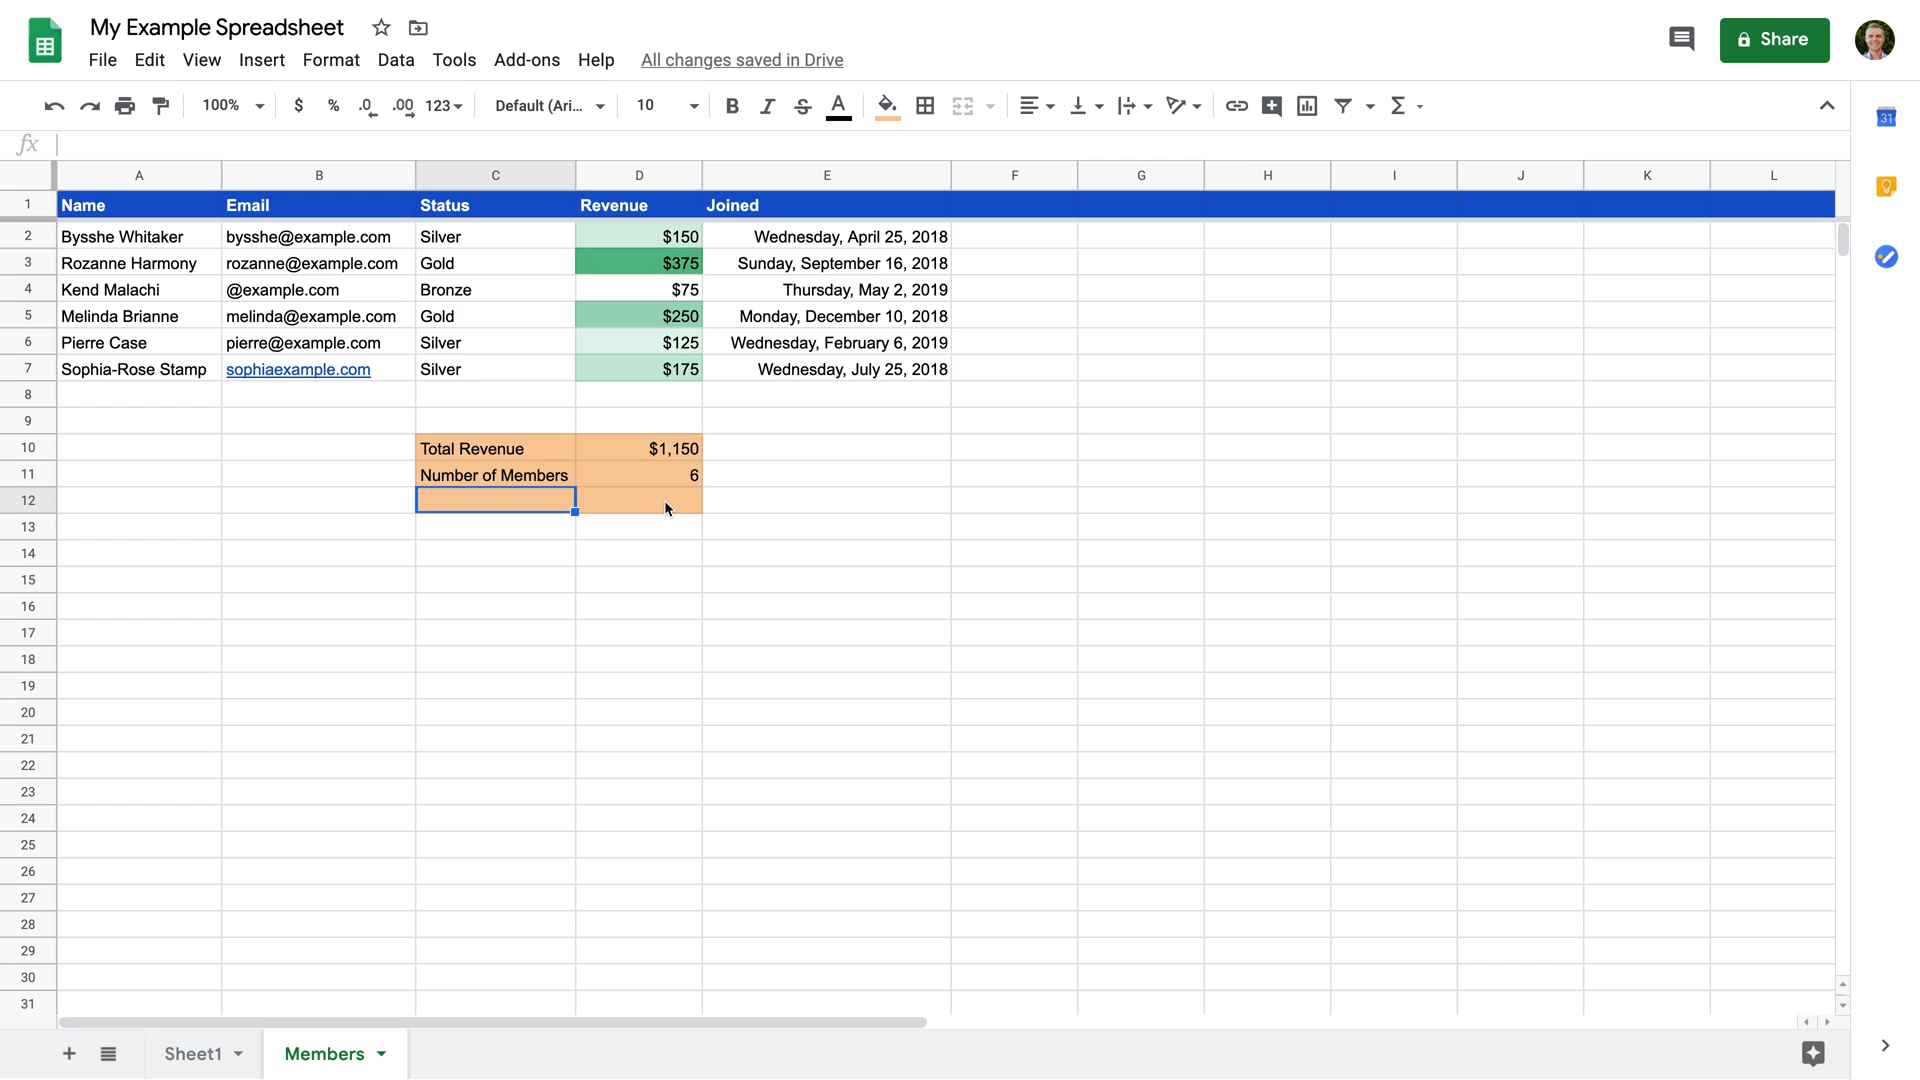 My Example Spreadsheet
File Edit View Insert Format Data Tools Add-ons Help All changes saved in Drive
Share
100% $ % .0 .00 123 Default (Ari... 10 B I S A Σ
31
fx
A B C D E F G H I J K L
1 Name Email Status Revenue Joined
2 Bysshe Whitaker bysshe@example.com Silver $150 Wednesday, April 25, 2018
3 Rozanne Harmony rozanne@example.com Gold $375 Sunday, September 16, 2018
4 Kend Malachi @example.com Bronze $75 Thursday, May 2, 2019
5 Melinda Brianne melinda@example.com Gold $250 Monday, December 10, 2018
6 Pierre Case pierre@example.com Silver $125 Wednesday, February 6, 2019
7 Sophia-Rose Stamp sophiaexample.com Silver $175 Wednesday, July 25, 2018
8
9
10 Total Revenue $1,150
11 Number of Members 6
12
13
14
15
16
17
18
19
20
21
22
23
24
25
26
27
28
29
30
31
+ Sheet1 Members